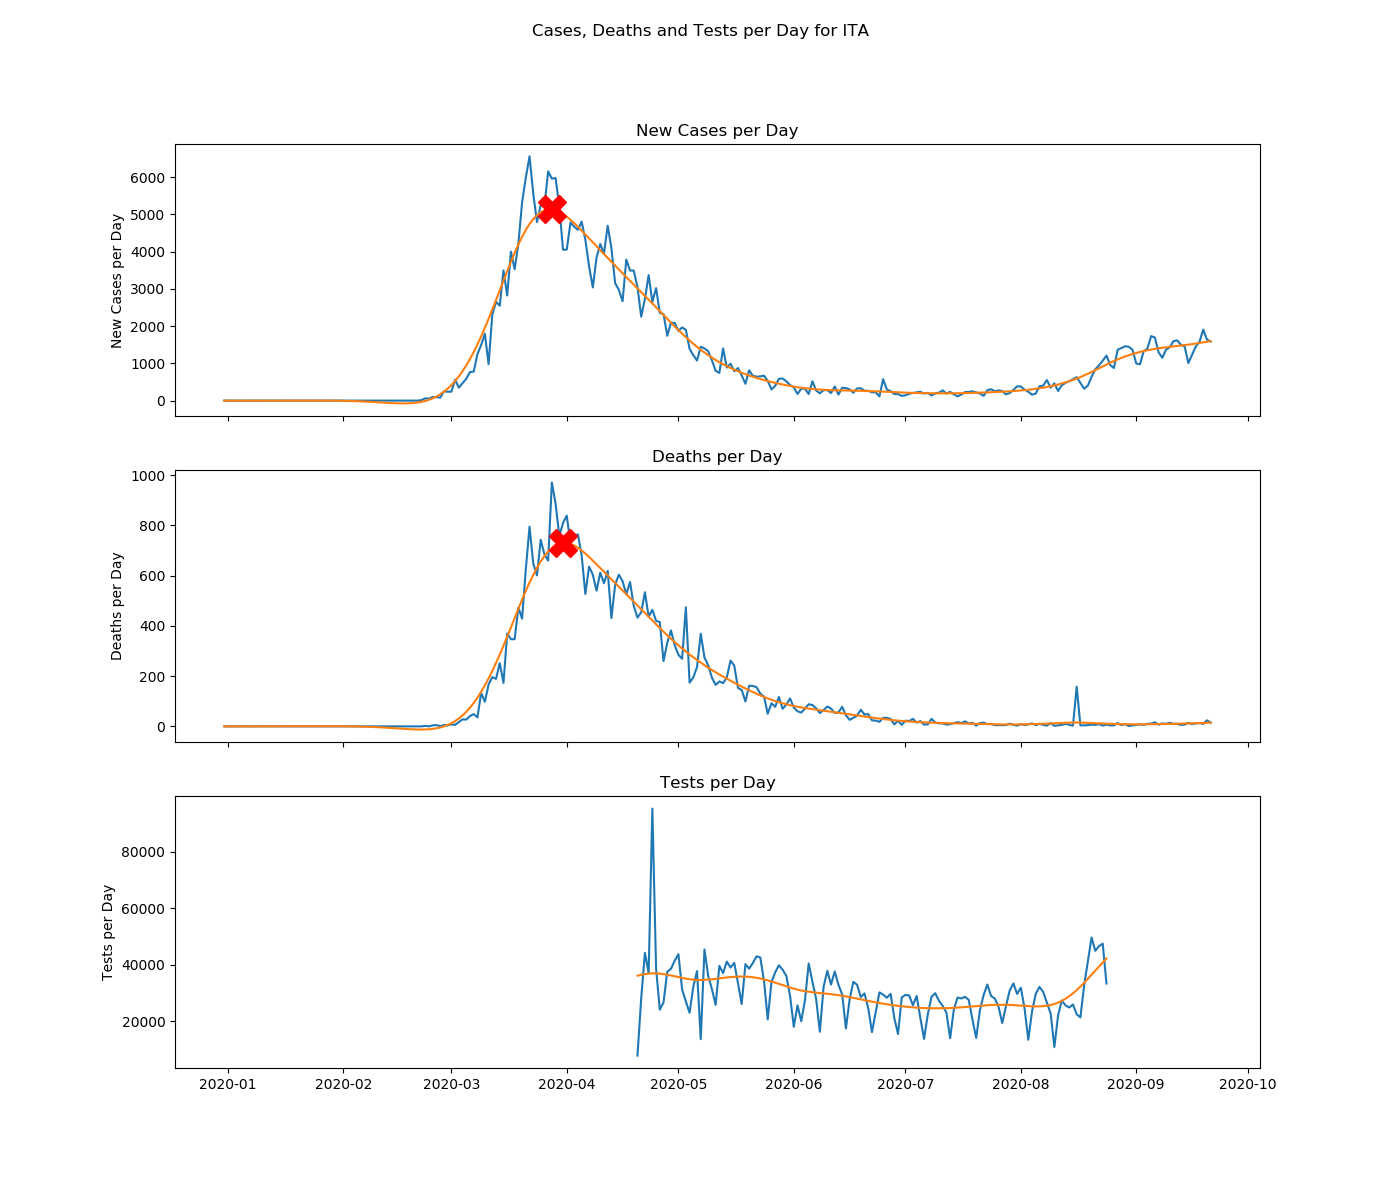 Cases, Deaths and Tests per Day for ITA
New Cases per Day
New Cases per Day
6000
5000
4000
3000
2000
1000
0
Deaths per Day
Deaths per Day
1000
800
600
400
200
0
Tests per Day
Tests per Day
80000
60000
40000
20000
2020-01 2020-02 2020-03 2020-04 2020-05 2020-06 2020-07 2020-08 2020-09 2020-10